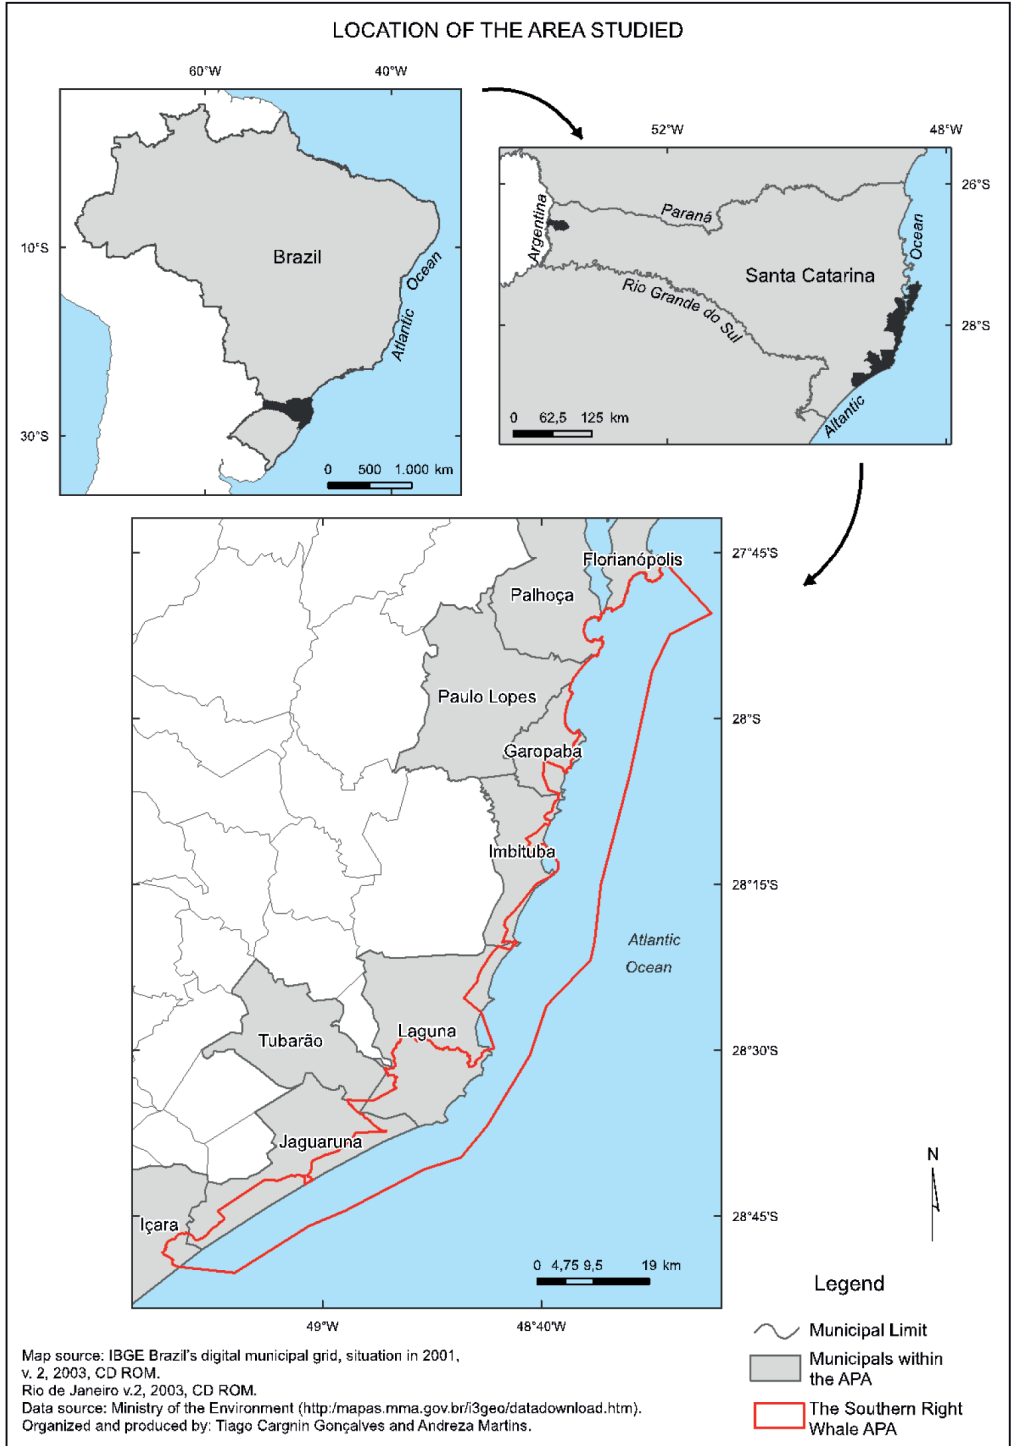 LOCATION OF THE AREA STUDIED
60°W
40°W
10°S
30°S
Brazil
Atlantic Ocean
0 500 1.000 km
52°W
48°W
26°S
28°S
Argentina
Paraná
Santa Catarina
Rio Grande do Sul
Ocean
Altantic
0 62,5 125 km
Florianópolis
Palhoça
Paulo Lopes
Garopaba
Imbituba
Laguna
Tubarão
Jaguaruna
Içara
Atlantic
Ocean
27°45'S
28°S
28°15'S
28°30'S
28°45'S
49°W
48°40'W
0 4,75 9,5 19 km
N
Legend
Municipal Limit
Municipals within
the APA
The Southern Right
Whale APA
Map source: IBGE Brazil's digital municipal grid, situation in 2001,
v. 2, 2003, CD ROM.
Rio de Janeiro v.2, 2003, CD ROM.
Data source: Ministry of the Environment (http:/mapas.mma.gov.br/i3geo/datadownload.htm).
Organized and produced by: Tiago Cargnin Gonçalves and Andreza Martins.